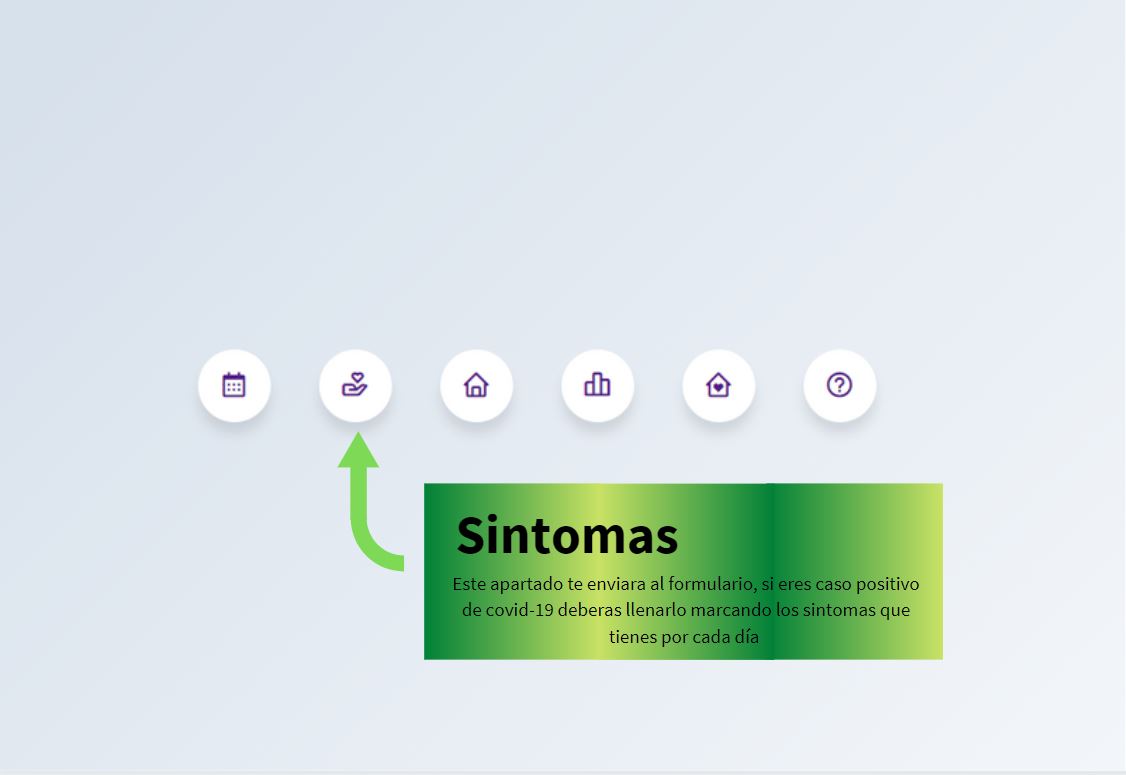 Sintomas
Este apartado te enviara al formulario, si eres caso positivo
de covid-19 deberas llenarlo marcando los sintomas que
tienes por cada día